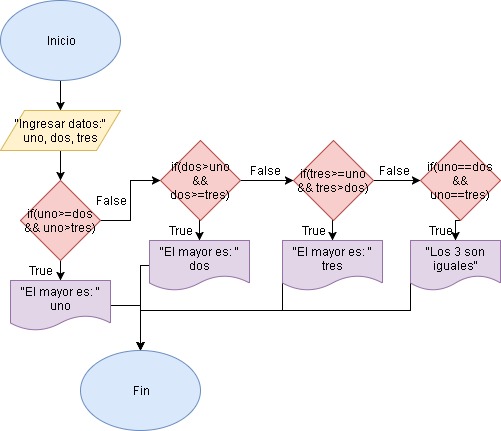 Inicio
"Ingresar datos:"
uno, dos, tres
if(uno>=dos
&& uno>tres)
False
True
"El mayor es: "
uno
if(dos>uno
&&
dos>=tres)
False
True
"El mayor es: "
dos
if(tres>=uno
&& tres>dos)
False
True
"El mayor es: "
tres
if(uno==dos
&&
uno==tres)
True
"Los 3 son
iguales"
Fin